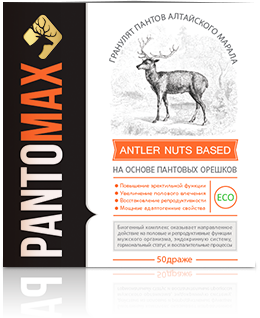 PANTOMAX
ГРАНУЛЯТ ПАНТОВ АЛТАЙСКОГО МАРАЛА
ANTLER NUTS BASED
НА ОСНОВЕ ПАНТОВЫХ ОРЕШКОВ
• Повышение эректильной функции
• Увеличение полового влечения
• Восстановление репродуктивности
• Мощные адаптогенные свойства
ECO
Биогенный комплекс оказывает направленное
действие на половые и репродуктивные функции
мужского организма, эндокринную систему,
гормональный статус и воспалительные процессы
50драже